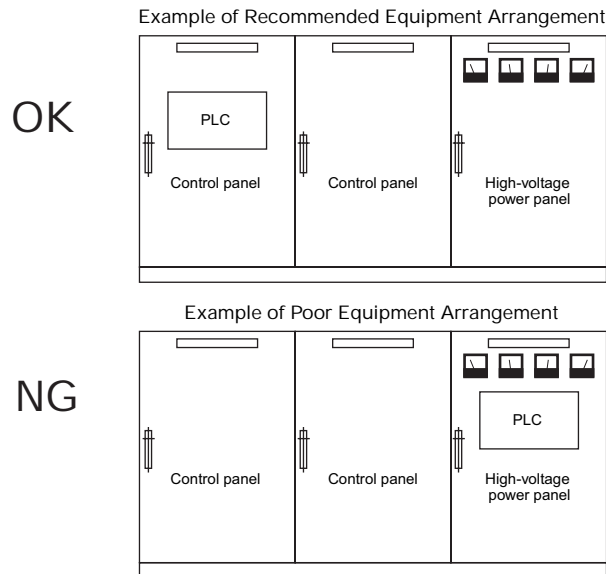 Example of Recommended Equipment Arrangement
OK
PLC
Control panel
Control panel
High-voltage
power panel
Example of Poor Equipment Arrangement
NG
PLC
Control panel
Control panel
High-voltage
power panel